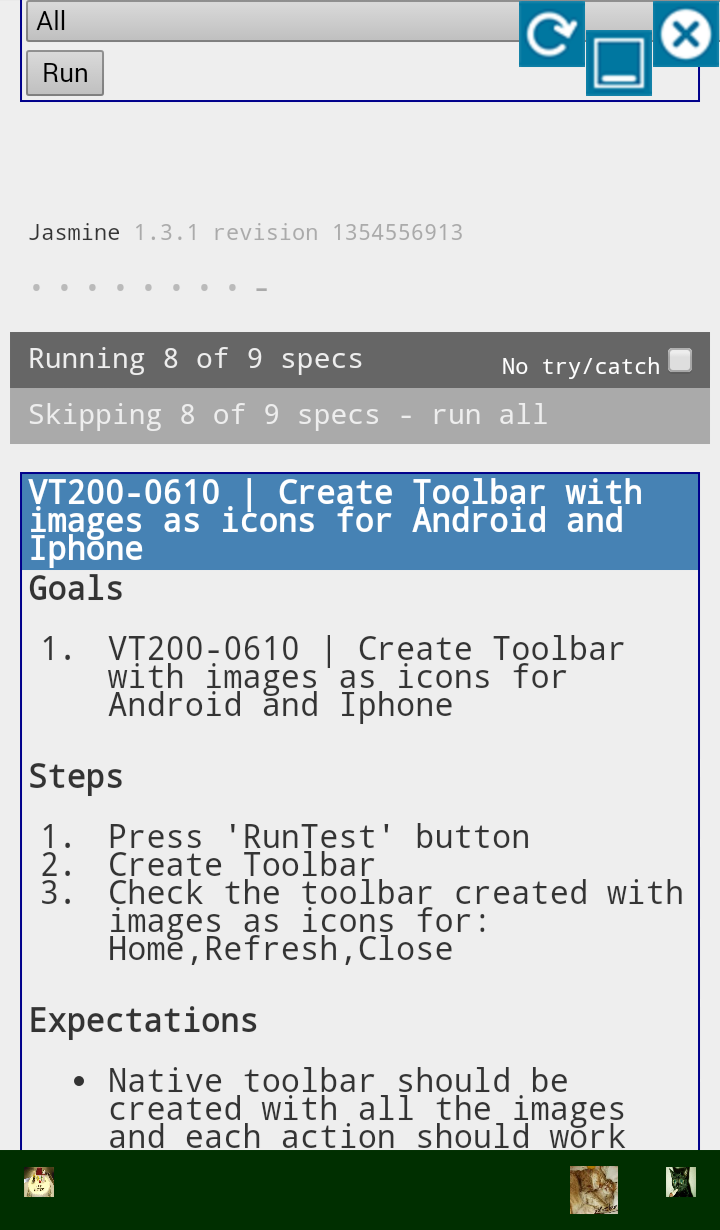 All
Run
Jasmine 1.3.1 revision 1354556913
Running 8 of 9 specs
No try/catch
Skipping 8 of 9 specs - run all
VT200-0610 | Create Toolbar with
images as icons for Android and
Iphone
Goals
1. VT200-0610 | Create Toolbar
with images as icons for
Android and Iphone
Steps
1. Press 'RunTest' button
2. Create Toolbar
3. Check the toolbar created with
images as icons for:
Home,Refresh,Close
Expectations
• Native toolbar should be
created with all the images
and each action should work